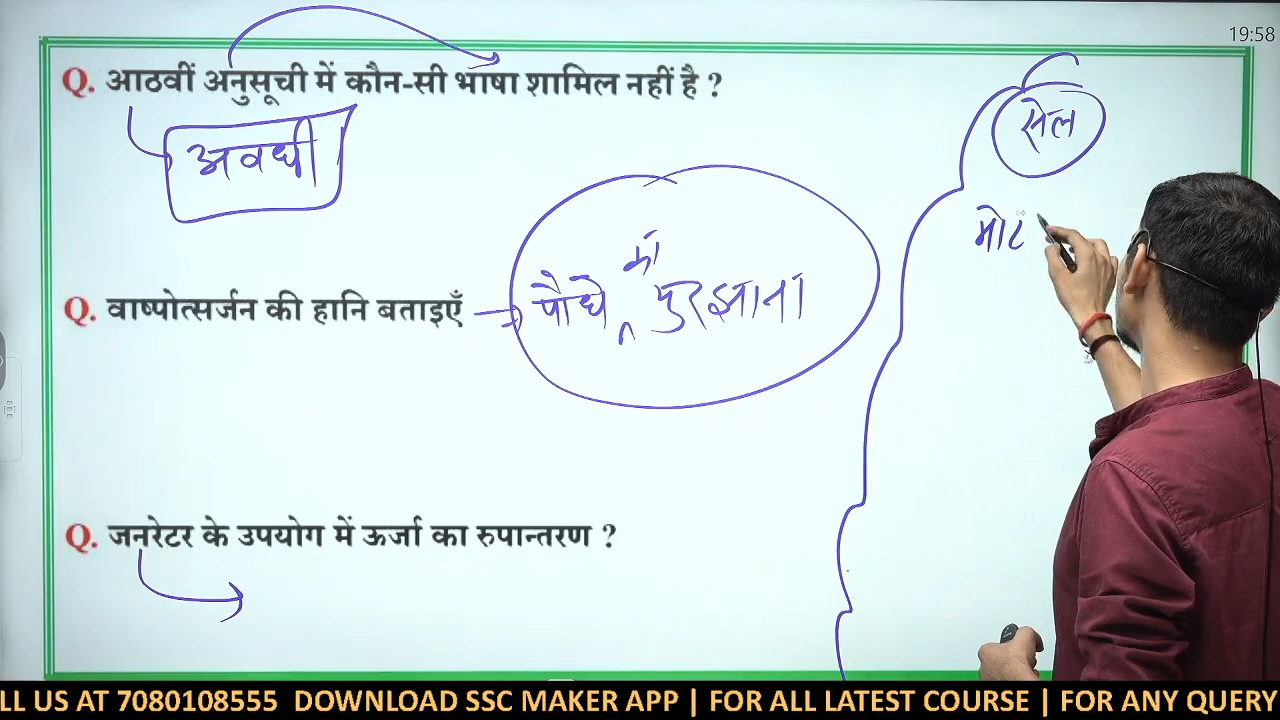 19:58
Q. आठवीं अनुसूची में कौन-सी भाषा शामिल नहीं है ?
अवधी
सेल
मोट
Q. वाष्पोत्सर्जन की हानि बताइएँ
पौधे का मुरझाना
Q. जनरेटर के उपयोग में ऊर्जा का रुपान्तरण ?
LL US AT 7080108555 DOWNLOAD SSC MAKER APP | FOR ALL LATEST COURSE | FOR ANY QUERY